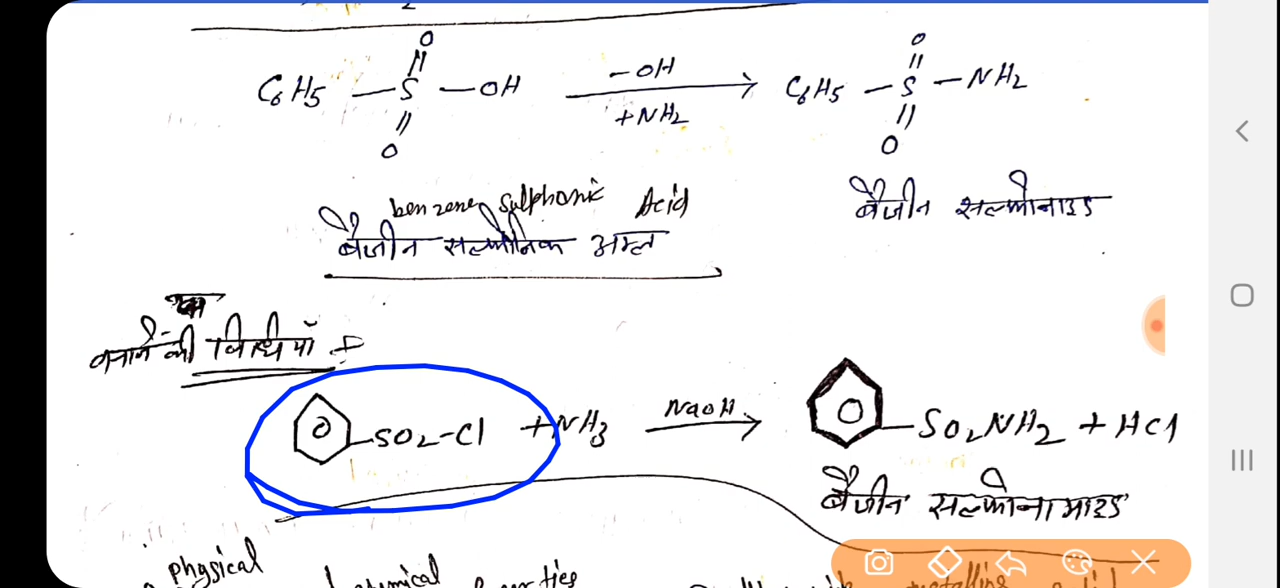 O O
C6H5 — S — OH —OH +NH2 → C6H5 — S — NH2
O O
benzene Sulphonic Acid
बैंजीन सल्फोनिक अम्ल
बैंजीन सल्फोनाइड
बनाने की विधियाँ
SO2-Cl + NH3 NaOH → SO2NH2 + HCl
बैंजीन सल्फोनामाइड
physical
chemical